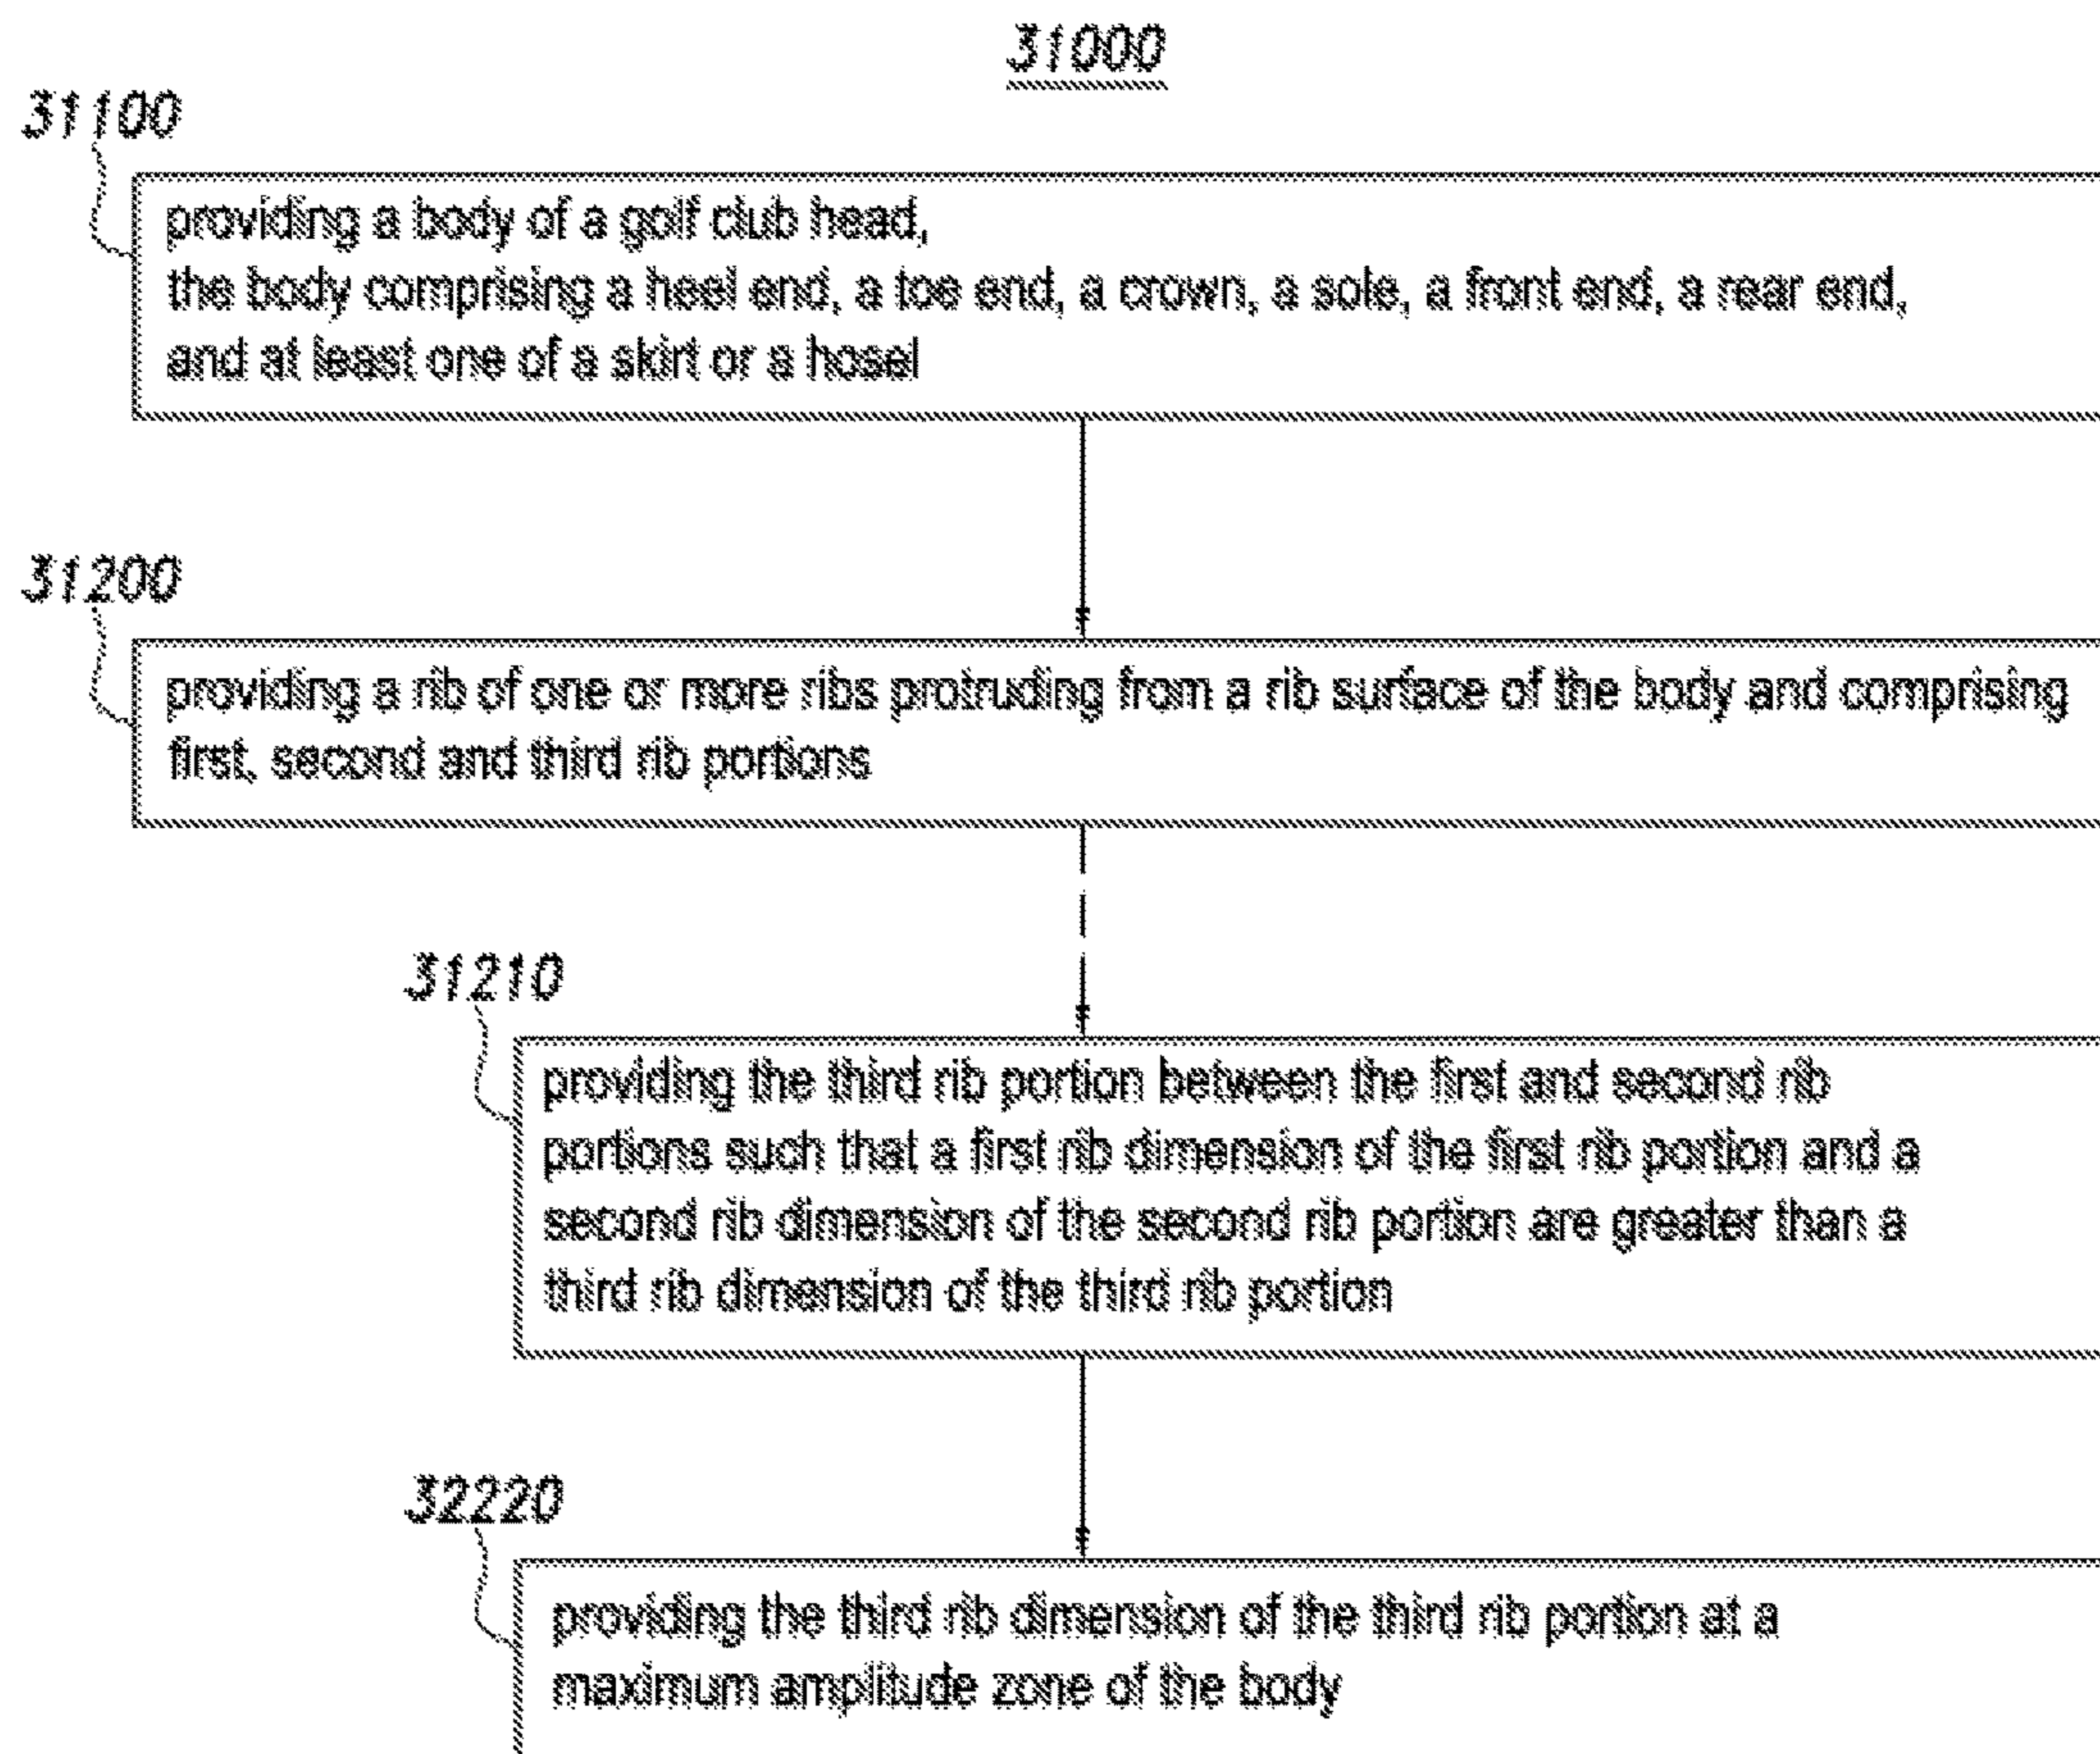 31000
31100
providing a body of a golf club head,
the body comprising a heel end, a toe end, a crown, a sole, a front end, a rear end,
and at least one of a skirt or a hosel
31200
providing a rib of one or more ribs protruding from a rib surface of the body and comprising
first, second and third rib portions
31210
providing the third rib portion between the first and second rib
portions such that a first rib dimension of the first rib portion and a
second rib dimension of the second rib portion are greater than a
third rib dimension of the third rib portion
32220
providing the third rib dimension of the third rib portion at a
maximum amplitude zone of the body